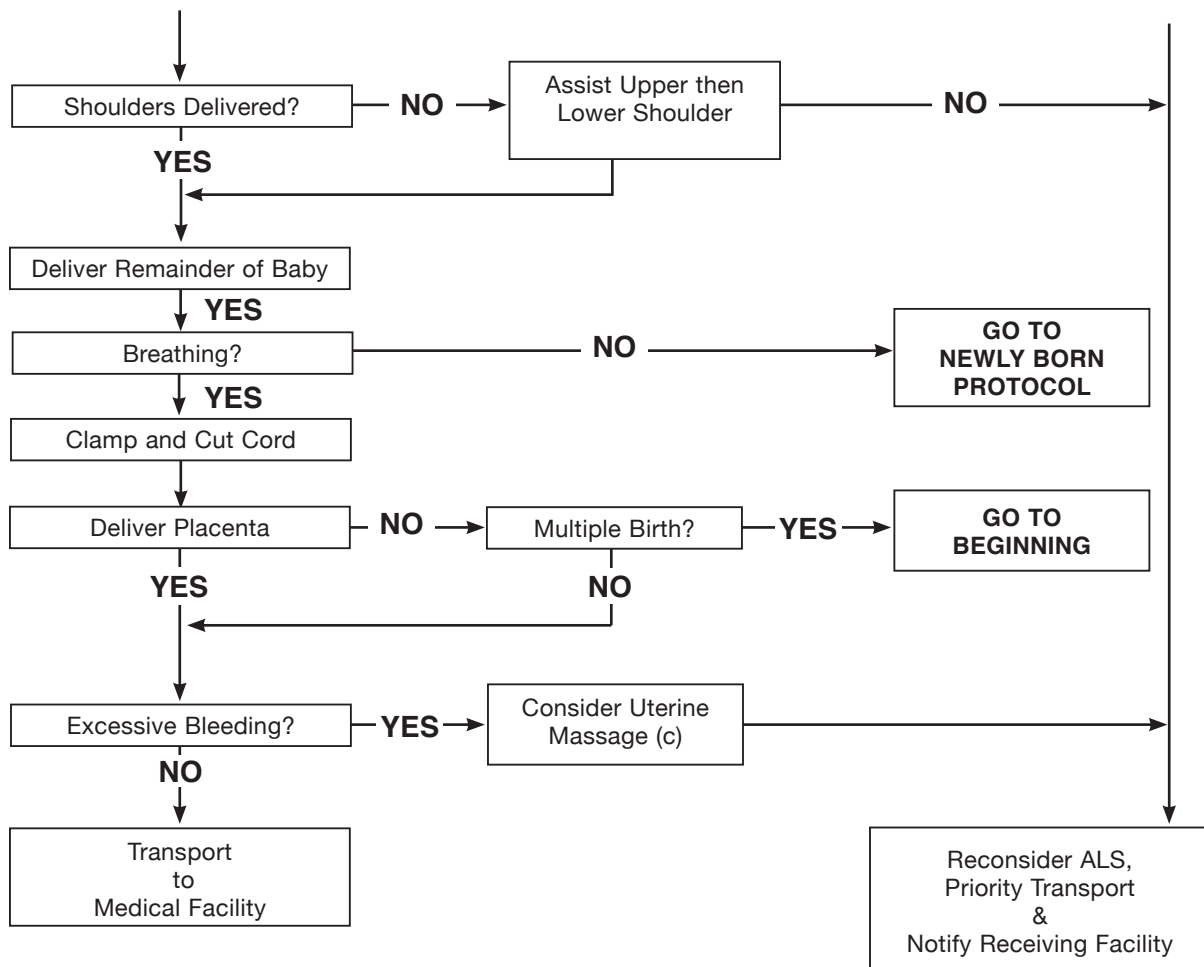 Shoulders Delivered?
NO
Assist Upper then
Lower Shoulder
NO
YES
Deliver Remainder of Baby
YES
Breathing?
NO
GO TO
NEWLY BORN
PROTOCOL
YES
Clamp and Cut Cord
Deliver Placenta
NO
Multiple Birth?
YES
GO TO
BEGINNING
YES
NO
Excessive Bleeding?
YES
Consider Uterine
Massage (c)
NO
Transport
to
Medical Facility
Reconsider ALS,
Priority Transport
&
Notify Receiving Facility